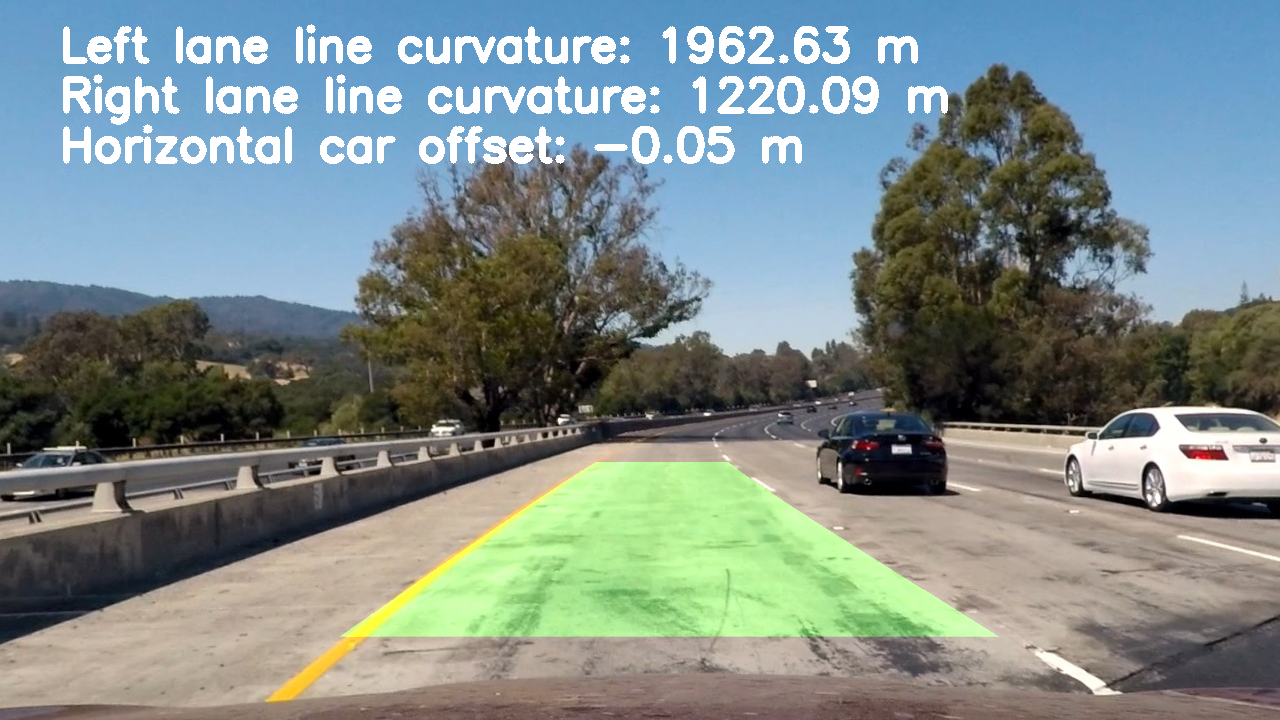 Left lane line curvature: 1962.63 m
Right lane line curvature: 1220.09 m
Horizontal car offset: -0.05 m